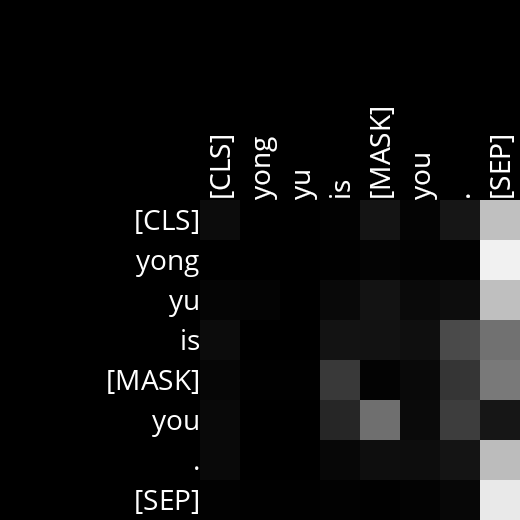 [CLS] yong yu is [MASK] you . [SEP]
[CLS]
yong
yu
is
[MASK]
you
.
[SEP]